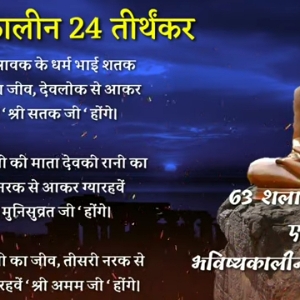 कालीन 24 तीर्थंकर
श्रावक के धर्म भाई शतक
जीव, देवलोक से आकर
‘ श्री सतक जी ‘ होंगे।
की माता देवकी रानी का
नरक से आकर ग्यारहवें
मुनिसुव्रत जी ‘ होंगे।
का जीव, तीसरी नरक से
रहवें ‘ श्री अमम जी ‘ होंगे।
63 शला
ए
भविष्यकालीन